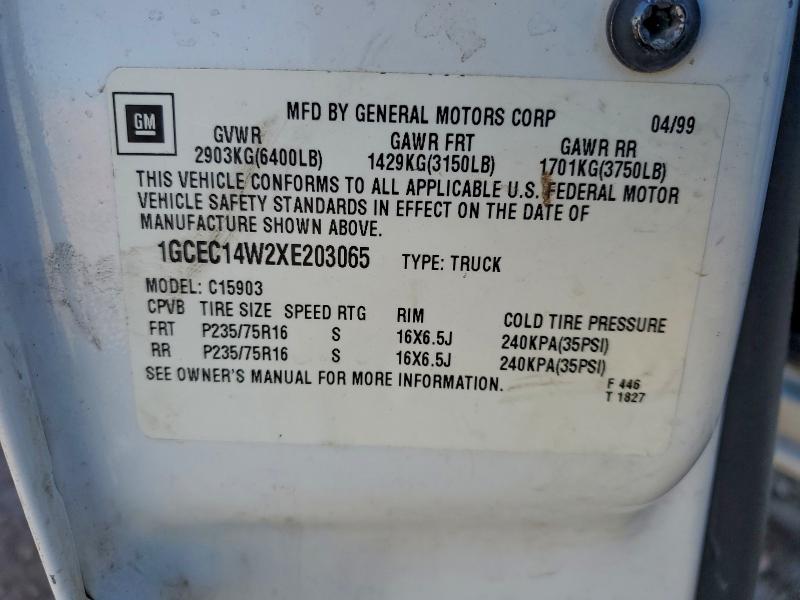 GM
MFD BY GENERAL MOTORS CORP 04/99
GVWR GAWR FRT GAWR RR
2903KG(6400LB) 1429KG(3150LB) 1701KG(3750LB)
THIS VEHICLE CONFORMS TO ALL APPLICABLE U.S. FEDERAL MOTOR
VEHICLE SAFETY STANDARDS IN EFFECT ON THE DATE OF
MANUFACTURE SHOWN ABOVE.
1GCEC14W2XE203065 TYPE: TRUCK
MODEL: C15903
CPVB TIRE SIZE SPEED RTG RIM COLD TIRE PRESSURE
FRT P235/75R16 S 16X6.5J 240KPA(35PSI)
RR P235/75R16 S 16X6.5J 240KPA(35PSI)
SEE OWNER'S MANUAL FOR MORE INFORMATION.
F 446
T 1827